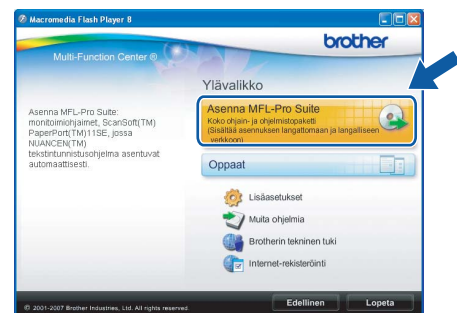 Macromedia Flash Player 8
brother
Multi-Function Center ®
Ylävalikko
Asenna MFL-Pro Suite:
monitoimiohjaimet, ScanSoft(TM)
PaperPort(TM)11SE, jossa
NUANCEN(TM)
tekstintunnistusohjelma asentuvat
automaattisesti.
Asenna MFL-Pro Suite
Koko ohjain- ja ohjelmistopaketti
(Sisältää asennuksen langattomaan ja langalliseen
verkkoon)
Oppaat
Lisäasetukset
Muita ohjelmia
Brotherin tekninen tuki
Internet-rekisteröinti
Edellinen
Lopeta
© 2001-2007 Brother Industries, Ltd. All rights reserved